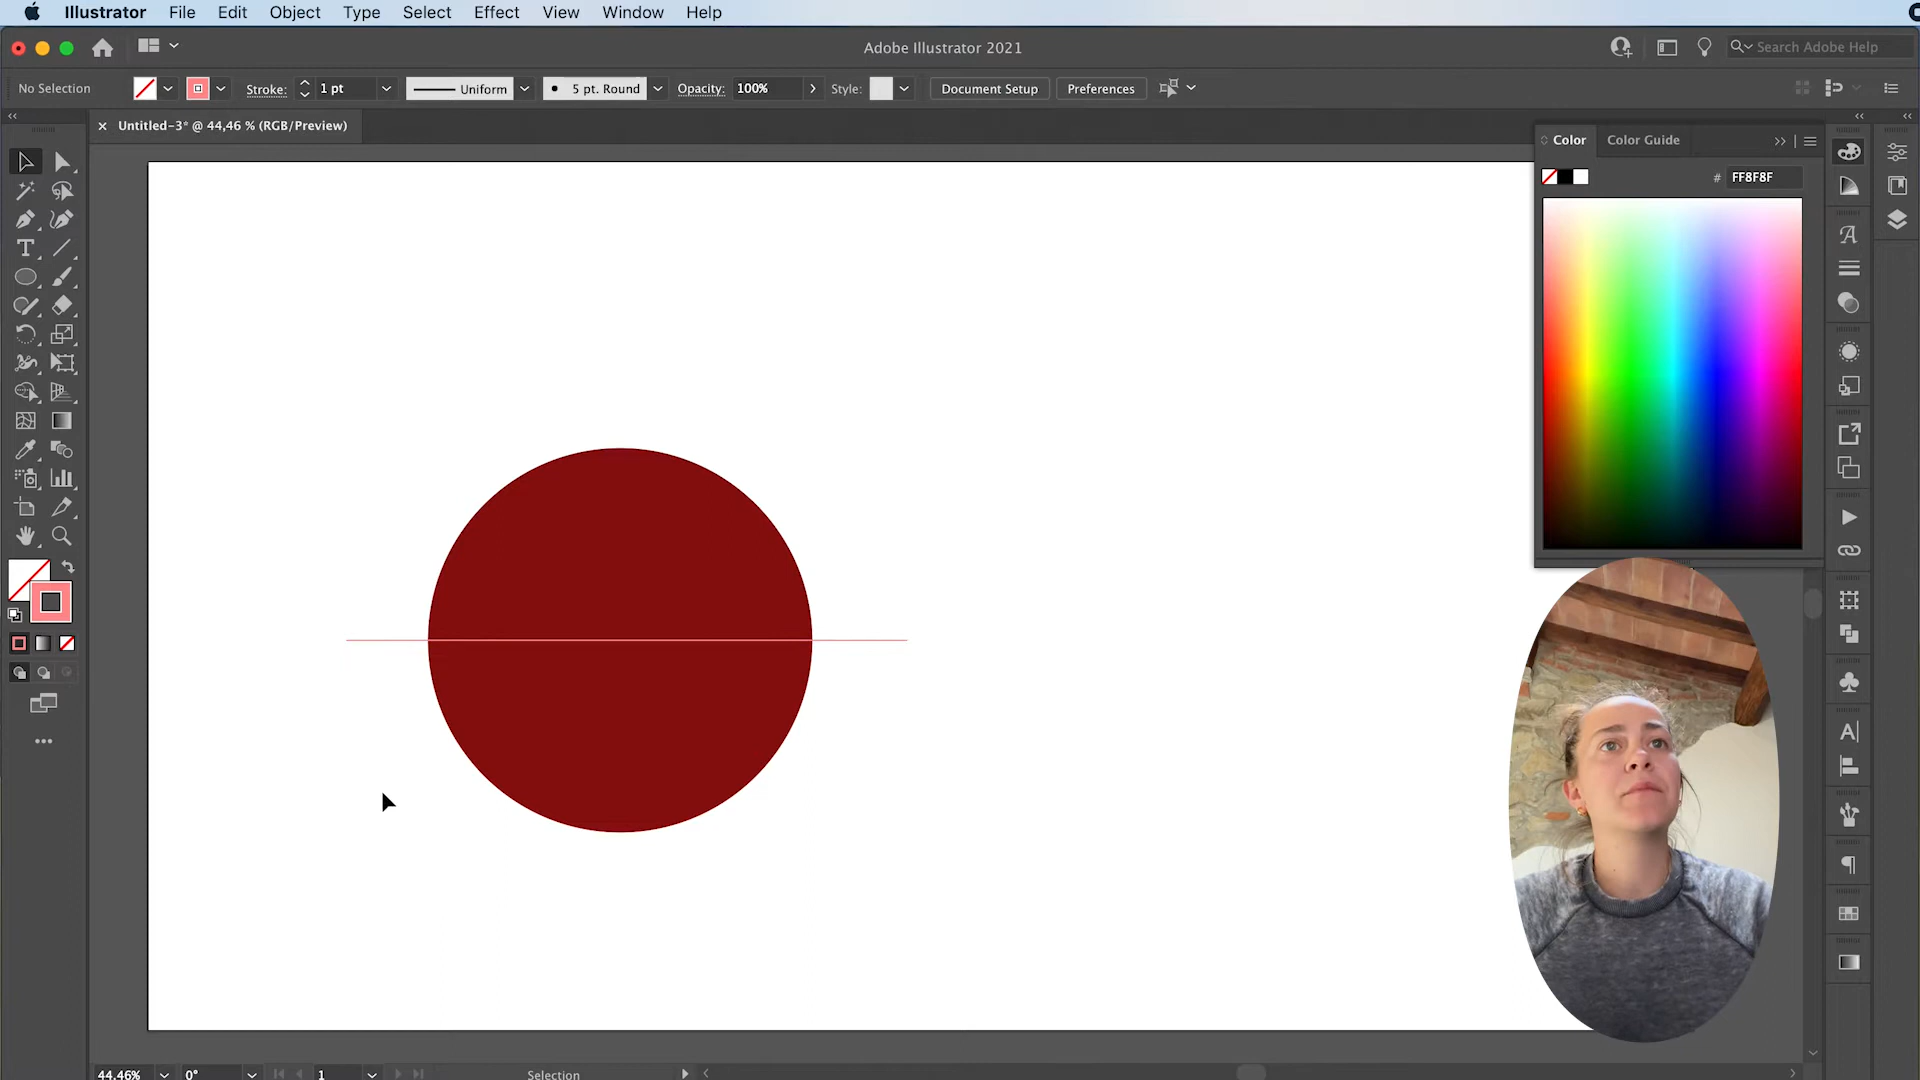 Illustrator File Edit Object Type Select Effect View Window Help
Adobe Illustrator 2021
Search Adobe Help
No Selection
Stroke:
1 pt
Uniform
5 pt. Round
Opacity:
100%
Style:
Document Setup
Preferences
Untitled-3* @ 44,46 % (RGB/Preview)
Color
Color Guide
# FF8F8F
44,46%
0°
1
Selection